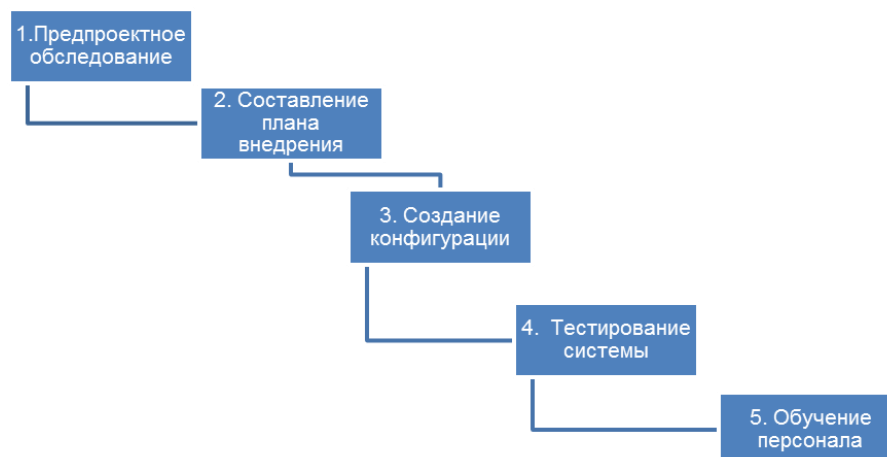 1.Предпроектное
обследование
2. Составление
плана
внедрения
3. Создание
конфигурации
4. Тестирование
системы
5. Обучение
персонала